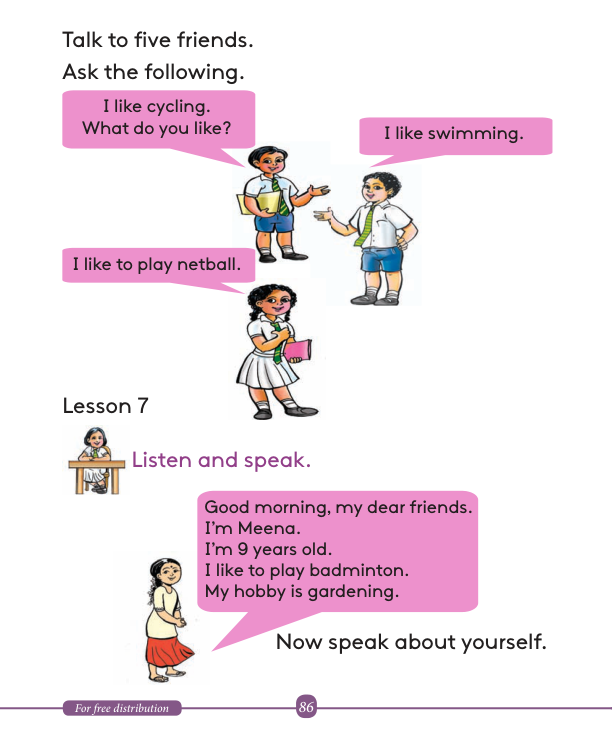 Talk to five friends.
Ask the following.
I like cycling.
What do you like?
I like swimming.
I like to play netball.
Lesson 7
Listen and speak.
Good morning, my dear friends.
I'm Meena.
I'm 9 years old.
I like to play badminton.
My hobby is gardening.
Now speak about yourself.
For free distribution
86